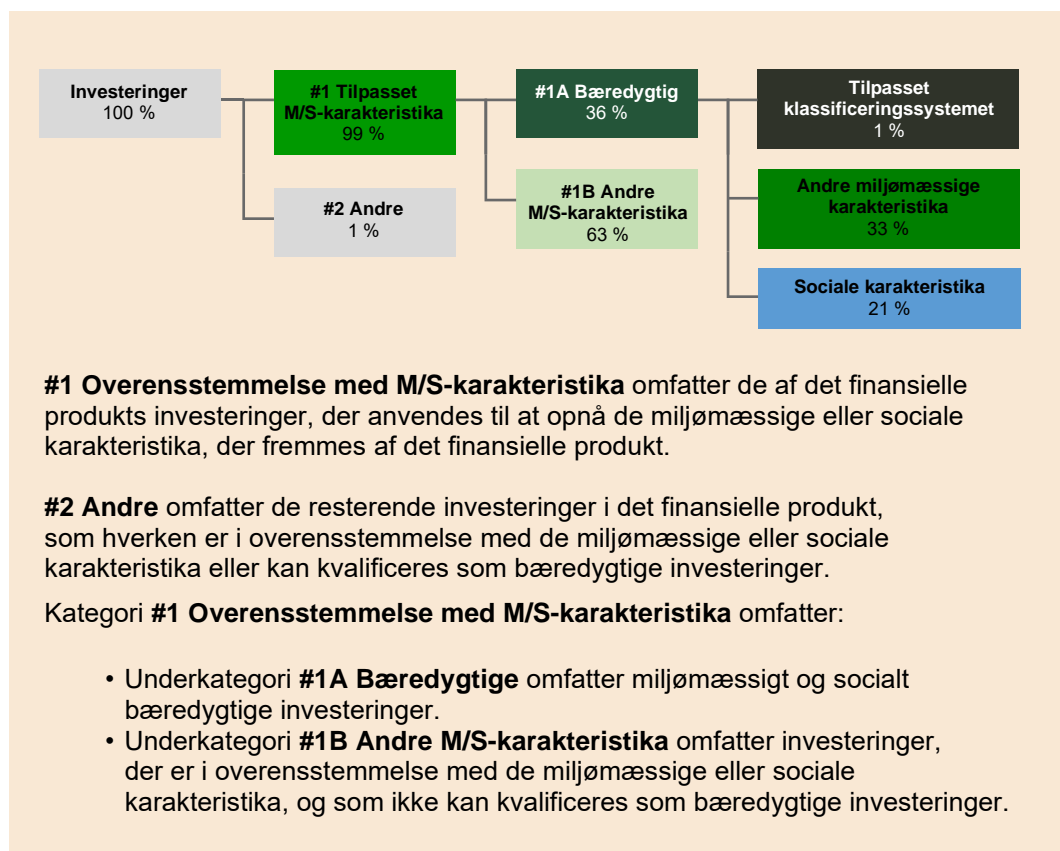 Investeringer
100 %
#1 Tilpasset
M/S-karakteristika
99 %
#2 Andre
1 %
#1A Bæredygtig
36 %
#1B Andre
M/S-karakteristika
63 %
Tilpasset
klassificeringssystemet
1 %
Andre miljømæssige
karakteristika
33 %
Sociale karakteristika
21 %
#1 Overensstemmelse med M/S-karakteristika omfatter de af det finansielle
produkts investeringer, der anvendes til at opnå de miljømæssige eller sociale
karakteristika, der fremmes af det finansielle produkt.
#2 Andre omfatter de resterende investeringer i det finansielle produkt,
som hverken er i overensstemmelse med de miljømæssige eller sociale
karakteristika eller kan kvalificeres som bæredygtige investeringer.
Kategori #1 Overensstemmelse med M/S-karakteristika omfatter:
• Underkategori #1A Bæredygtige omfatter miljømæssigt og socialt
bæredygtige investeringer.
• Underkategori #1B Andre M/S-karakteristika omfatter investeringer,
der er i overensstemmelse med de miljømæssige eller sociale
karakteristika, og som ikke kan kvalificeres som bæredygtige investeringer.